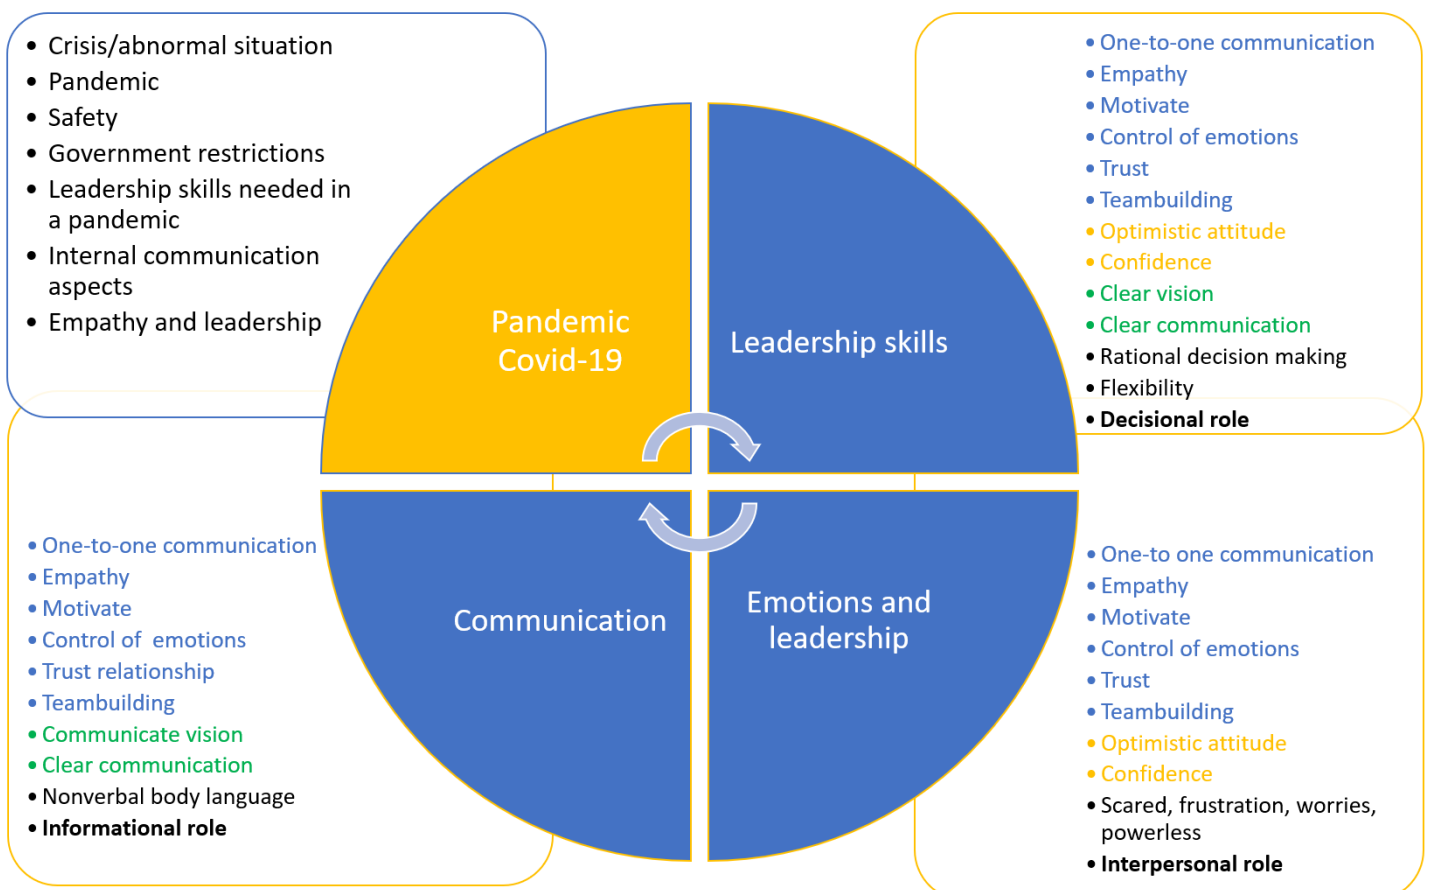 • Crisis/abnormal situation
• Pandemic
• Safety
• Government restrictions
• Leadership skills needed in
a pandemic
• Internal communication
aspects
• Empathy and leadership
• One-to-one communication
• Empathy
• Motivate
• Control of emotions
• Trust
• Teambuilding
• Optimistic attitude
• Confidence
• Clear vision
• Clear communication
• Rational decision making
• Flexibility
• Decisional role
Pandemic
Covid-19
Leadership skills
Communication
Emotions and
leadership
• One-to-one communication
• Empathy
• Motivate
• Control of  emotions
• Trust relationship
• Teambuilding
• Communicate vision
• Clear communication
• Nonverbal body language
• Informational role
• One-to one communication
• Empathy
• Motivate
• Control of emotions
• Trust
• Teambuilding
• Optimistic attitude
• Confidence
• Scared, frustration, worries,
powerless
• Interpersonal role